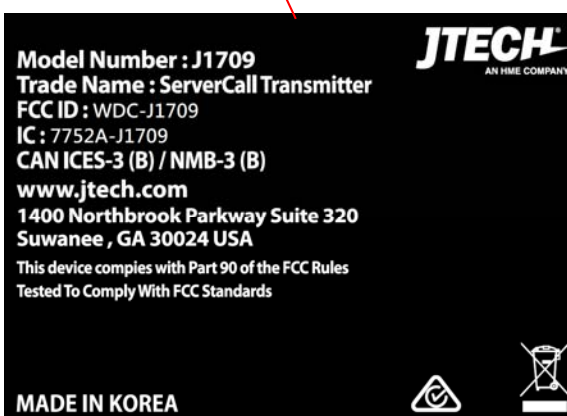 JTECH
AN HME COMPANY
Model Number : J1709
Trade Name : ServerCall Transmitter
FCC ID : WDC-J1709
IC : 7752A-J1709
CAN ICES-3 (B) / NMB-3 (B)
www.jtech.com
1400 Northbrook Parkway Suite 320
Suwanee , GA 30024 USA
This device compies with Part 90 of the FCC Rules
Tested To Comply With FCC Standards
MADE IN KOREA